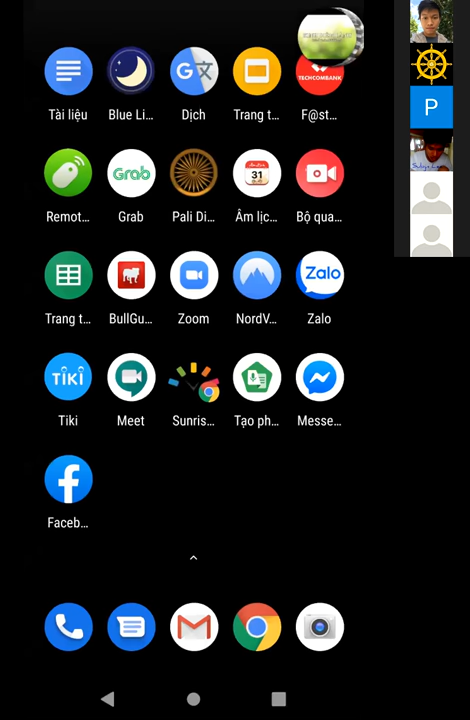 Tài liệu
Blue Li...
Dịch
Trang t...
F@st...
TECHCOMBANK
Remot...
Grab
Grab
Pali Di...
31
Âm lịc...
Bộ qua...
Trang t...
BullGu...
Zoom
NordV...
Zalo
Zalo
TiKi
Tiki
Meet
Sunris...
Tạo ph...
Messe...
Faceb...
P